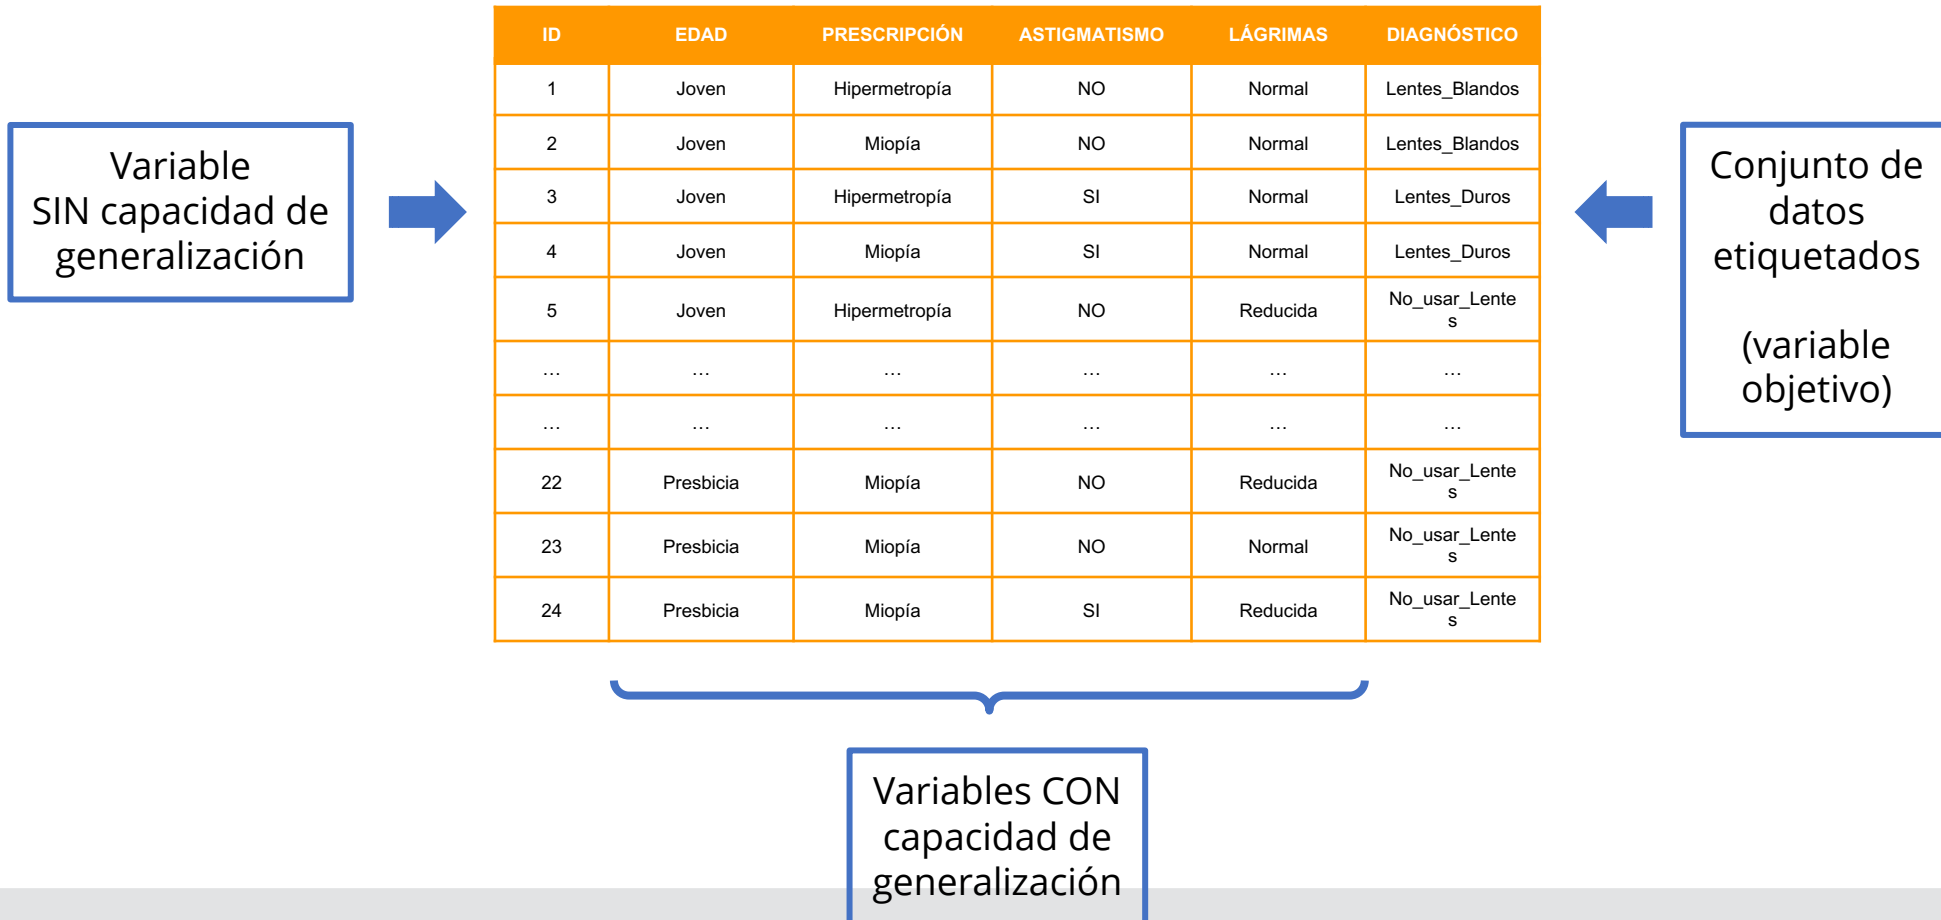 ID EDAD PRESCRIPCIÓN ASTIGMATISMO LÁGRIMAS DIAGNÓSTICO
1 Joven Hipermetropía NO Normal Lentes_Blandos
2 Joven Miopía NO Normal Lentes_Blandos
3 Joven Hipermetropía SI Normal Lentes_Duros
4 Joven Miopía SI Normal Lentes_Duros
5 Joven Hipermetropía NO Reducida No_usar_Lente
s
… … … … … …
… … … … … …
22 Presbicia Miopía NO Reducida No_usar_Lente
s
23 Presbicia Miopía NO Normal No_usar_Lente
s
24 Presbicia Miopía SI Reducida No_usar_Lente
s
Variable
SIN capacidad de
generalización
Conjunto de
datos
etiquetados
(variable
objetivo)
Variables CON
capacidad de
generalización